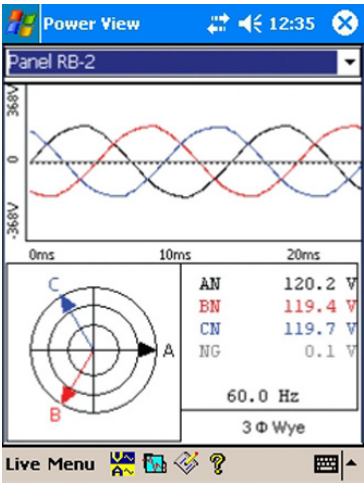 Power View 12:35
Panel RB-2
368V
0
-368V
0ms 10ms 20ms
C
A
B
AN 120.2 V
BN 119.4 V
CN 119.7 V
NG 0.1 V
60.0 Hz
3 Φ Wye
Live Menu